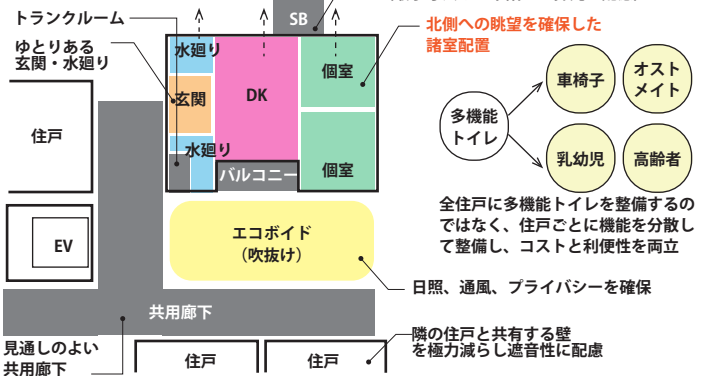 トランクルーム
ゆとりある
玄関・水廻り
SB
北側への眺望を確保した
諸室配置
水廻り
個室
玄関
DK
水廻り
個室
バルコニー
住戸
EV
エコボイド
(吹抜け)
共用廊下
見通しのよい
共用廊下
住戸
住戸
多機能
トイレ
車椅子
オスト
メイト
乳幼児
高齢者
全住戸に多機能トイレを整備するの
ではなく、住戸ごとに機能を分散し
て整備し、コストと利便性を両立
日照、通風、プライバシーを確保
隣の住戸と共有する壁
を極力減らし遮音性に配慮